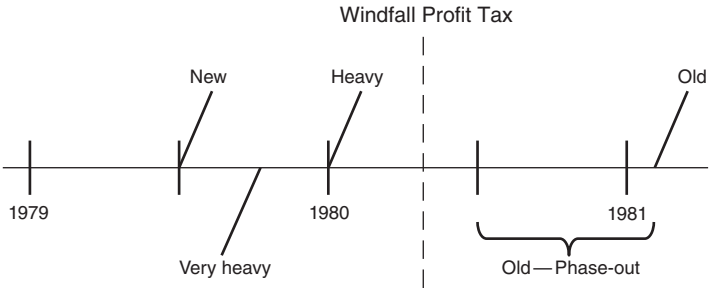 Windfall Profit Tax
New
Heavy
Old
1979
1980
1981
Very heavy
Old—Phase-out